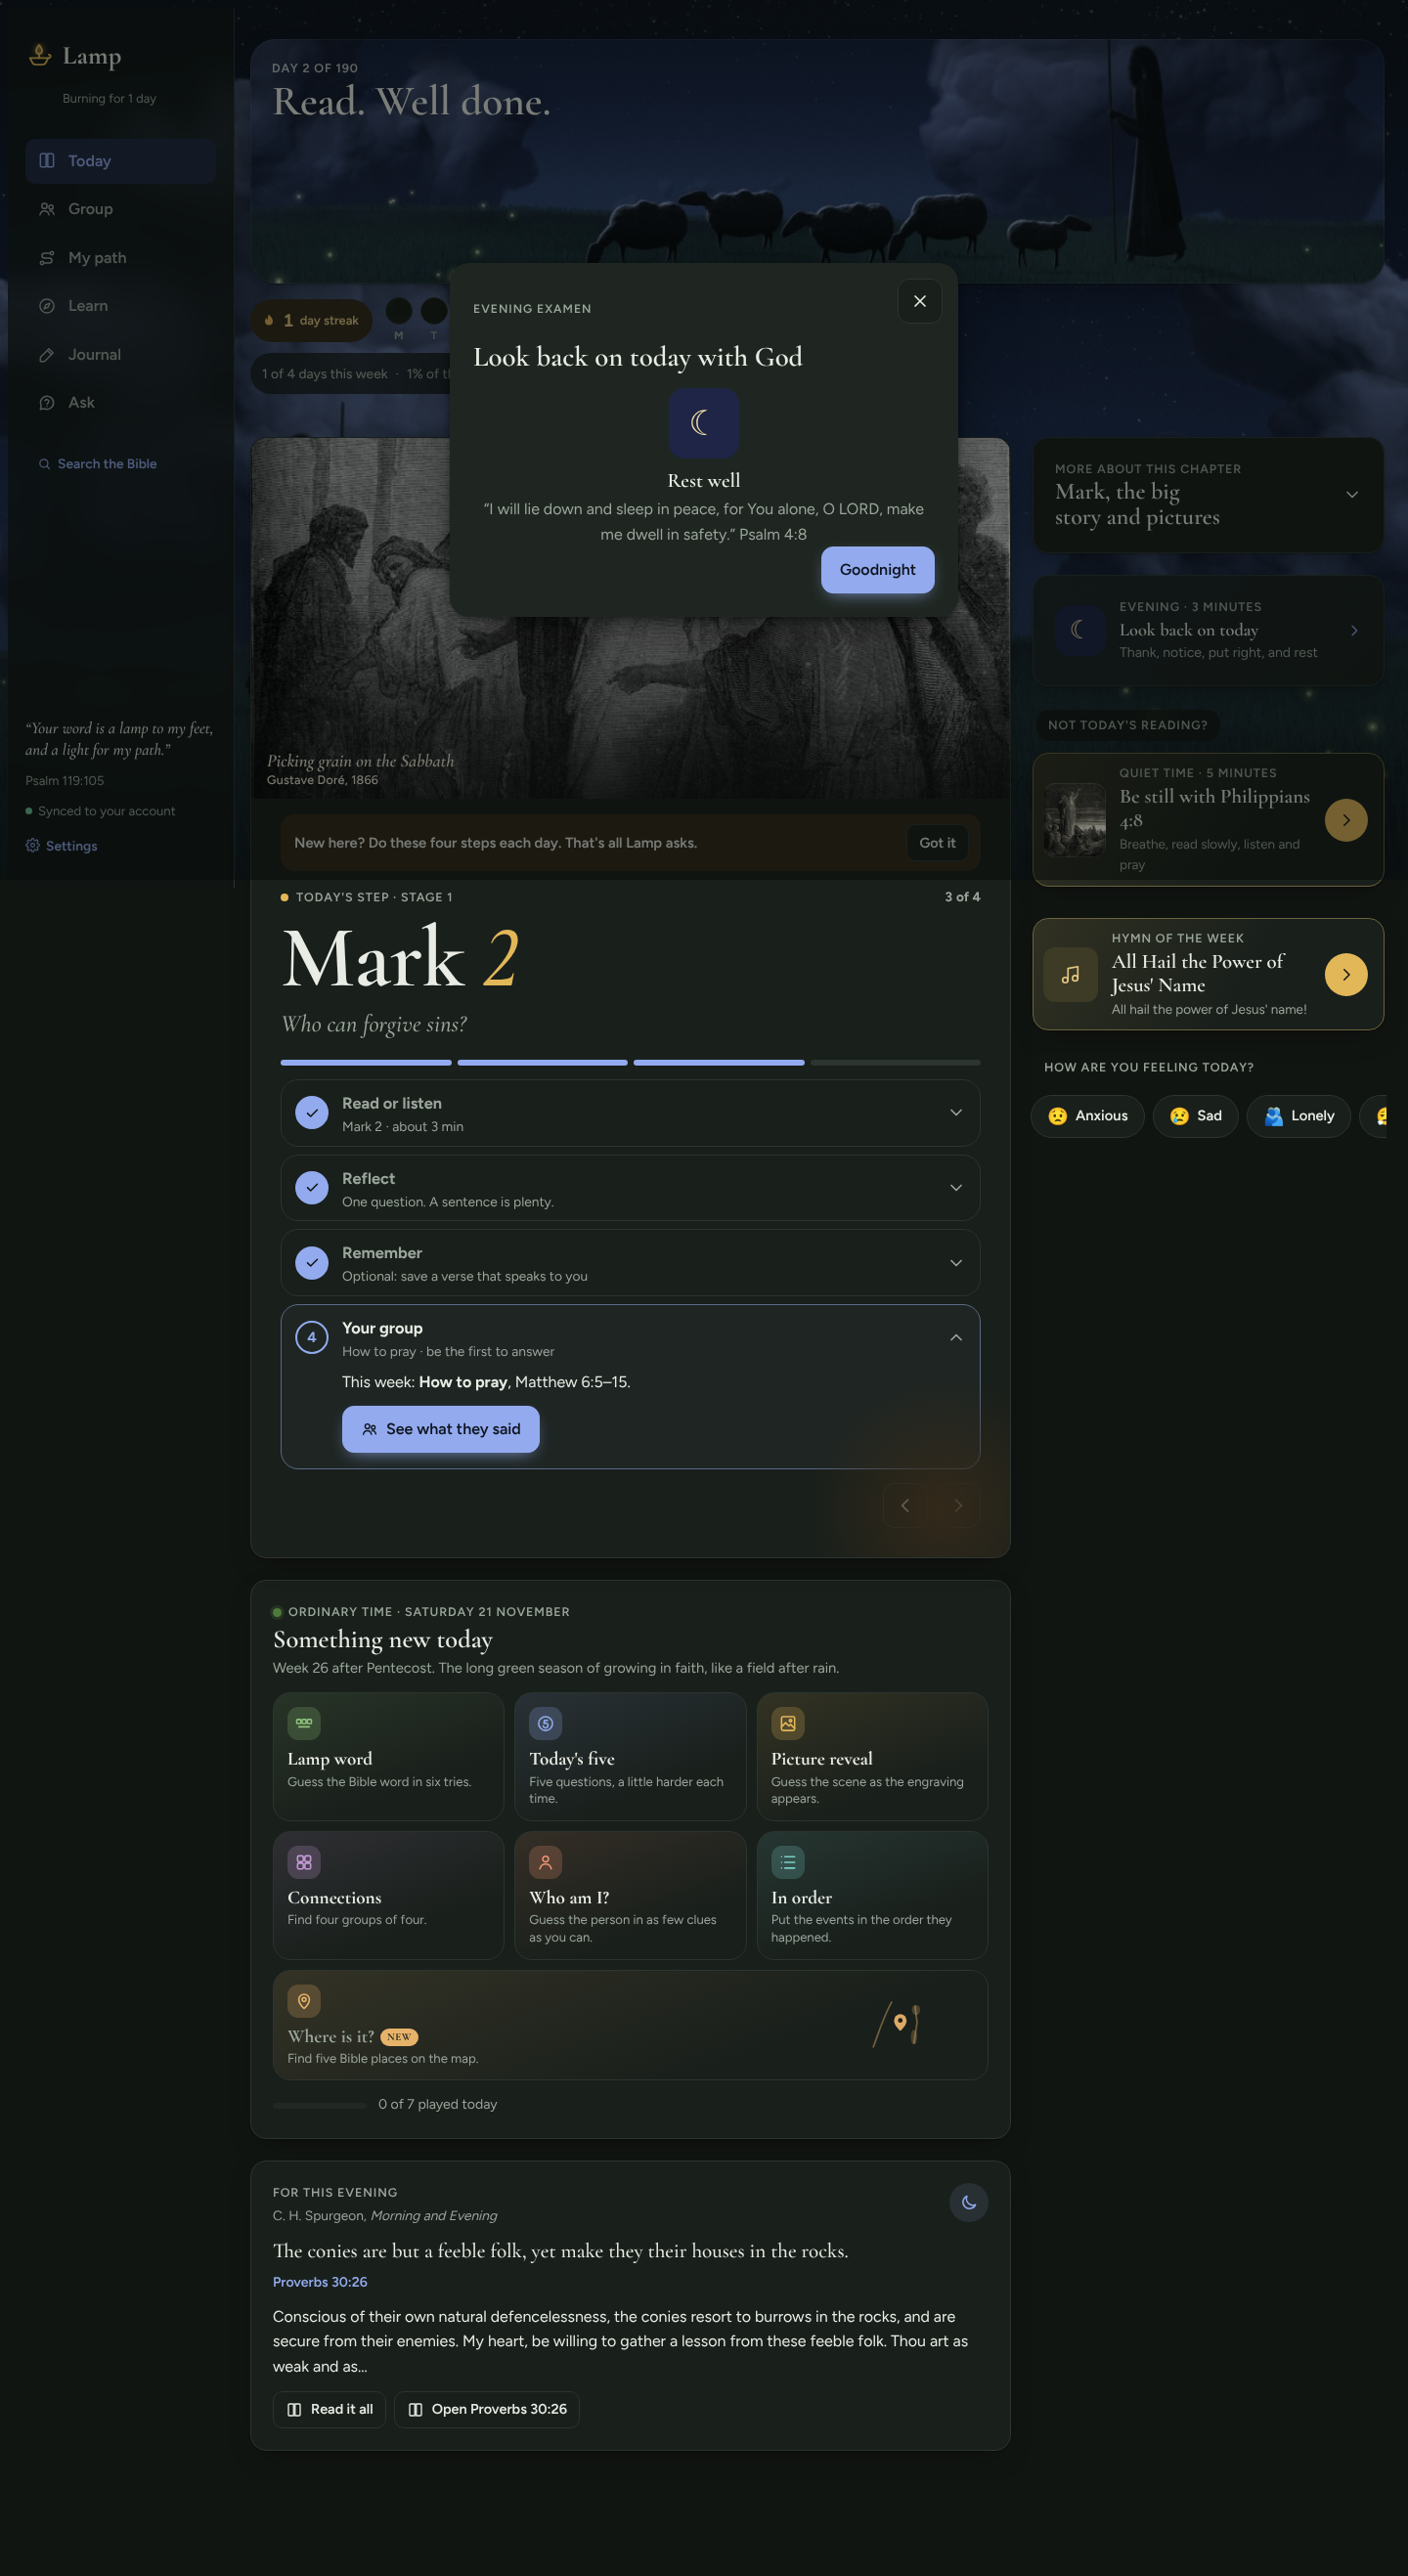 Lamp
Burning for 1 day
Today
Group
My path
Learn
Journal
Ask
Search the Bible
“Your word is a lamp to my feet,
and a light for my path.”
Psalm 119:105
Synced to your account
Settings
DAY 2 OF 190
Read. Well done.
1 day streak
M T
1 of 4 days this week · 1% of
EVENING EXAMEN
Look back on today with God
Rest well
“I will lie down and sleep in peace, for You alone, O LORD, make
me dwell in safety.” Psalm 4:8
Goodnight
Picking grain on the Sabbath
Gustave Doré, 1866
New here? Do these four steps each day. That's all Lamp asks.
Got it
TODAY'S STEP · STAGE 1
3 of 4
Mark 2
Who can forgive sins?
Read or listen
Mark 2 · about 3 min
Reflect
One question. A sentence is plenty.
Remember
Optional: save a verse that speaks to you
4
Your group
How to pray · be the first to answer
This week: How to pray, Matthew 6:5–15.
See what they said
ORDINARY TIME · SATURDAY 21 NOVEMBER
Something new today
Week 26 after Pentecost. The long green season of growing in faith, like a field after rain.
Lamp word
Guess the Bible word in six tries.
5
Today's five
Five questions, a little harder each
time.
Picture reveal
Guess the scene as the engraving
appears.
Connections
Find four groups of four.
Who am I?
Guess the person in as few clues
as you can.
In order
Put the events in the order they
happened.
Where is it? NEW
Find five Bible places on the map.
0 of 7 played today
FOR THIS EVENING
C. H. Spurgeon, Morning and Evening
The conies are but a feeble folk, yet make they their houses in the rocks.
Proverbs 30:26
Conscious of their own natural defencelessness, the conies resort to burrows in the rocks, and are
secure from their enemies. My heart, be willing to gather a lesson from these feeble folk. Thou art as
weak and as…
Read it all
Open Proverbs 30:26
MORE ABOUT THIS CHAPTER
Mark, the big
story and pictures
EVENING · 3 MINUTES
Look back on today
Thank, notice, put right, and rest
NOT TODAY'S READING?
QUIET TIME · 5 MINUTES
Be still with Philippians
4:8
Breathe, read slowly, listen and
pray
HYMN OF THE WEEK
All Hail the Power of
Jesus' Name
All hail the power of Jesus' name!
HOW ARE YOU FEELING TODAY?
Anxious
Sad
Lonely